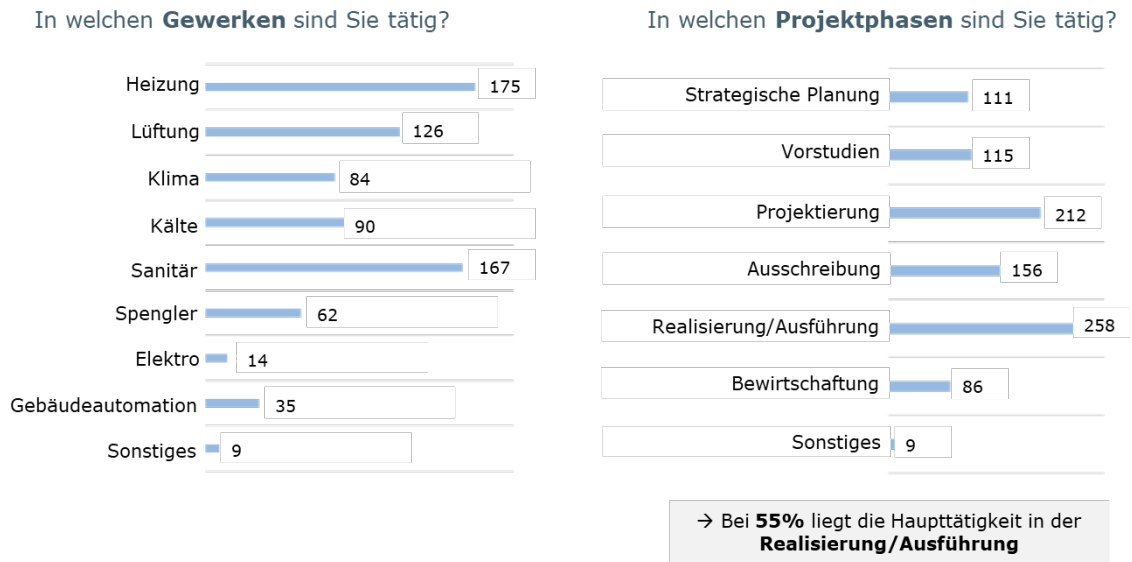 In welchen Gewerken sind Sie tätig?
Heizung 175
Lüftung 126
Klima 84
Kälte 90
Sanitär 167
Spengler 62
Elektro 14
Gebäudeautomation 35
Sonstiges 9
In welchen Projektphasen sind Sie tätig?
Strategische Planung 111
Vorstudien 115
Projektierung 212
Ausschreibung 156
Realisierung/Ausführung 258
Bewirtschaftung 86
Sonstiges 9
→ Bei 55% liegt die Haupttätigkeit in der
Realisierung/Ausführung